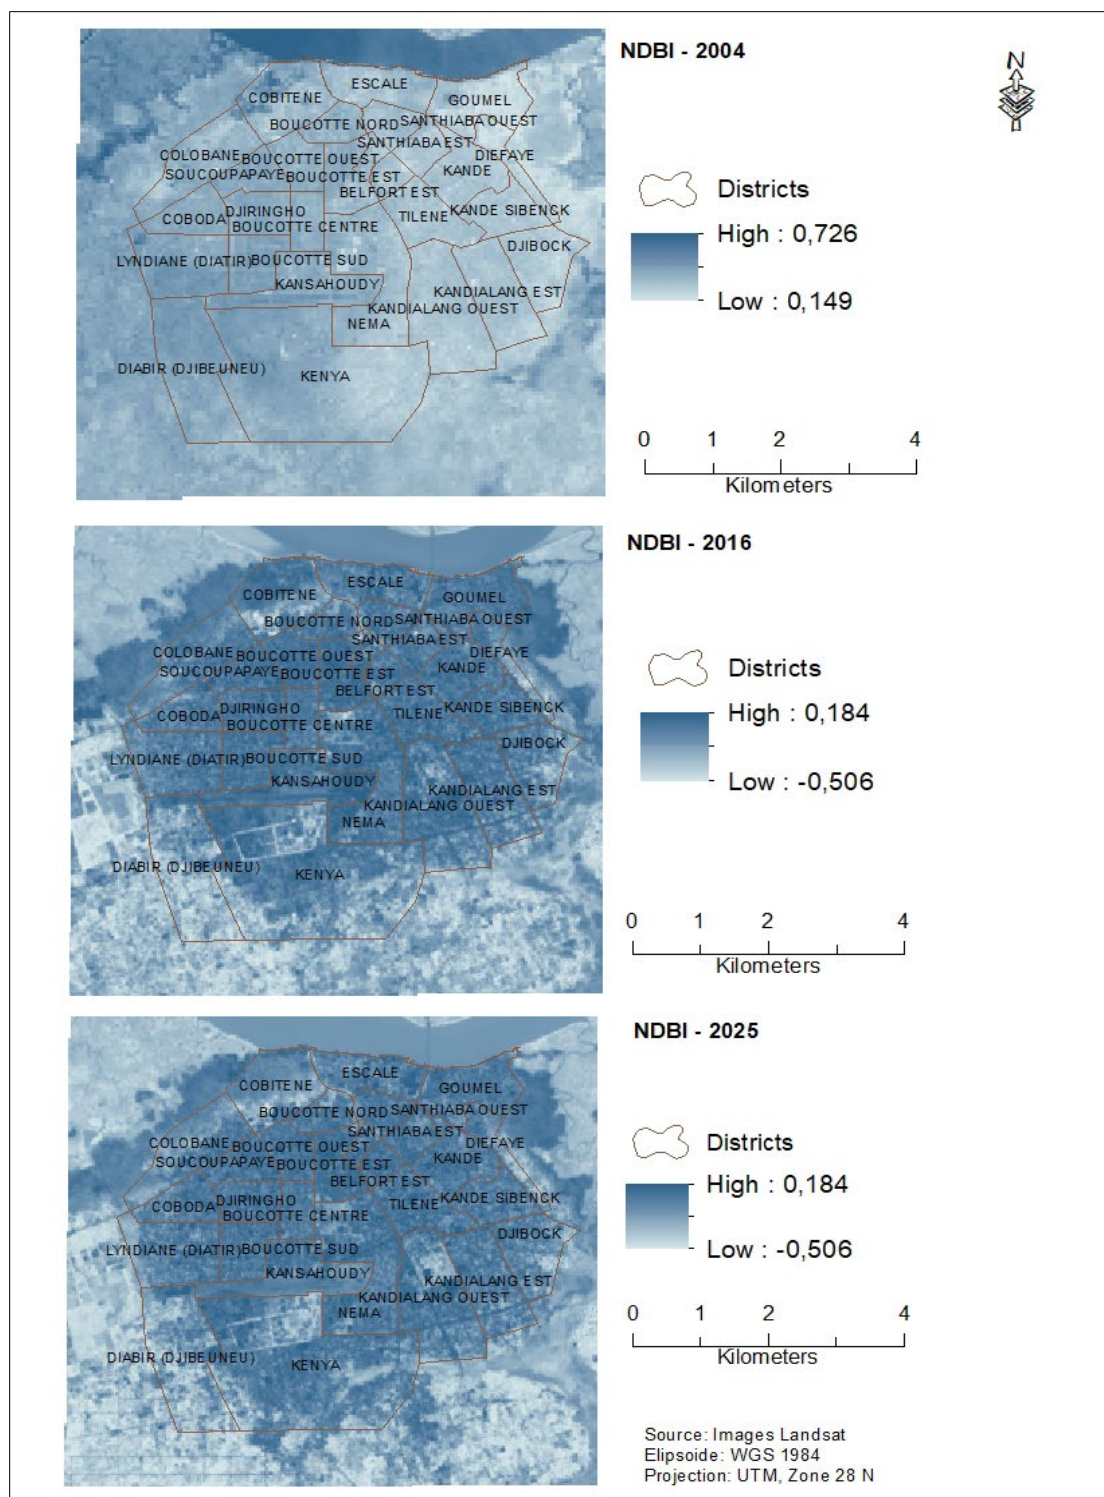 NDBI - 2004
N
ESCALE
COBITENE
GOUMEL
BOUCOTTE NORD
SANTHIABA OUEST
SANTHIABA EST
COLOBANE
BOUCOTTE OUEST
DIEFAYE
SOUCOUPAPAYE
BOUCOTTE EST
KANDE
BELFORT EST
COBODA
DJIRINGHO
TILENE
KANDE SIBENCK
BOUCOTTE CENTRE
DJIBOCK
LYNDIANE (DIATIR)
BOUCOTTE SUD
KANSAHOUDY
KANDIALANG EST
KANDIALANG OUEST
NEMA
DIABIR (DJIBEUNEU)
KENYA
Districts
High : 0,726
Low : 0,149
0 1 2 4
Kilometers
NDBI - 2016
ESCALE
COBITENE
GOUMEL
BOUCOTTE NORD
SANTHIABA OUEST
SANTHIABA EST
COLOBANE
BOUCOTTE OUEST
DIEFAYE
SOUCOUPAPAYE
BOUCOTTE EST
KANDE
BELFORT EST
COBODA
DJIRINGHO
TILENE
KANDE SIBENCK
BOUCOTTE CENTRE
DJIBOCK
LYNDIANE (DIATIR)
BOUCOTTE SUD
KANSAHOUDY
KANDIALANG EST
KANDIALANG OUEST
NEMA
DIABIR (DJIBEUNEU)
KENYA
Districts
High : 0,184
Low : -0,506
0 1 2 4
Kilometers
NDBI - 2025
ESCALE
COBITENE
GOUMEL
BOUCOTTE NORD
SANTHIABA OUEST
SANTHIABA EST
COLOBANE
BOUCOTTE OUEST
DIEFAYE
SOUCOUPAPAYE
BOUCOTTE EST
KANDE
BELFORT EST
COBODA
DJIRINGHO
TILENE
KANDE SIBENCK
BOUCOTTE CENTRE
DJIBOCK
LYNDIANE (DIATIR)
BOUCOTTE SUD
KANSAHOUDY
KANDIALANG EST
KANDIALANG OUEST
NEMA
DIABIR (DJIBEUNEU)
KENYA
Districts
High : 0,184
Low : -0,506
0 1 2 4
Kilometers
Source: Images Landsat
Elipsoide: WGS 1984
Projection: UTM, Zone 28 N